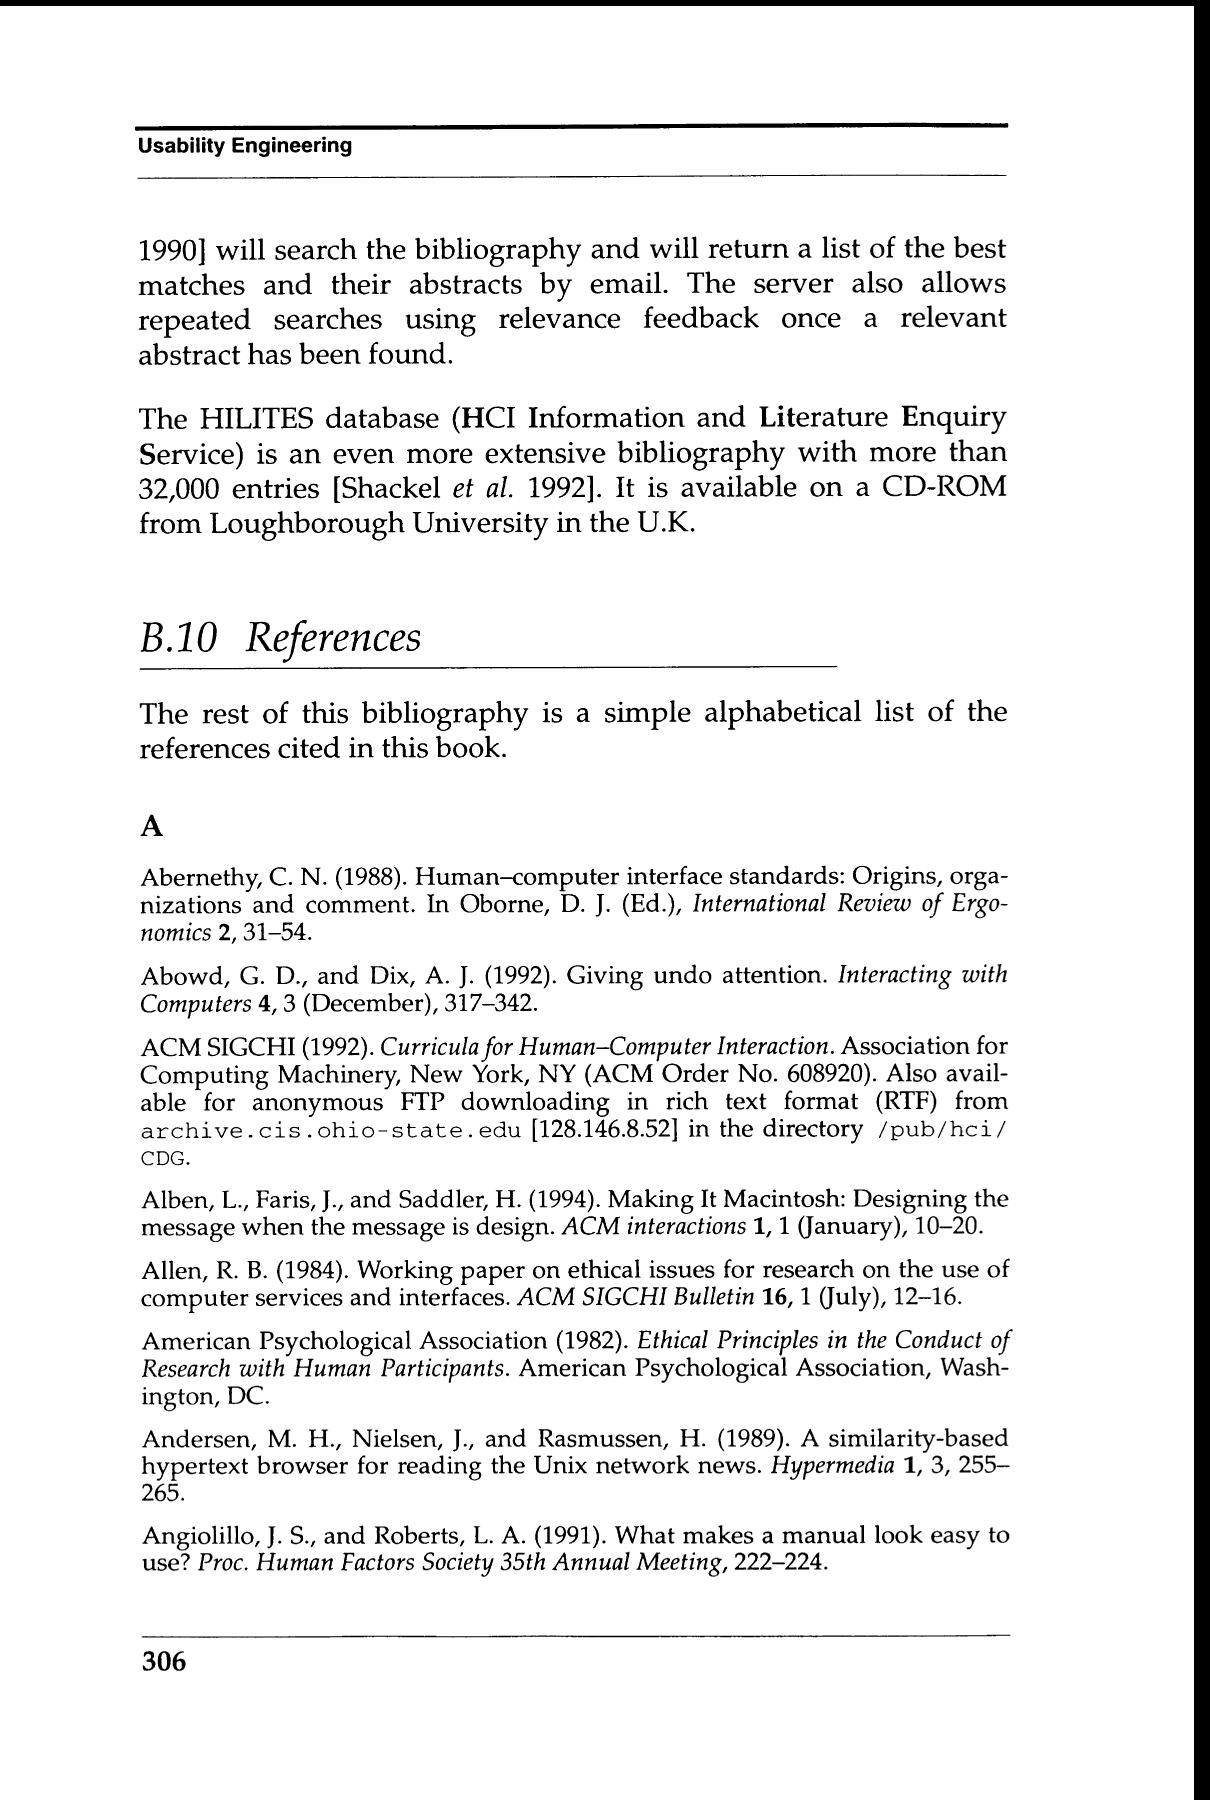 Usability Engineering
1990] will search the bibliography and will return a list of the best
matches and their abstracts by email. The server also allows
repeated searches using relevance feedback once a relevant
abstract has been found.
The HILITES database (HCI Information and Literature Enquiry
Service) is an even more extensive bibliography with more than
32,000 entries [Shackel et al. 1992]. It is available on a CD-ROM
from Loughborough University in the U.K.
B.10 References
The rest of this bibliography is a simple alphabetical list of the
references cited in this book.
A
Abernethy, C. N. (1988). Human–computer interface standards: Origins, orga-
nizations and comment. In Oborne, D. J. (Ed.), International Review of Ergo-
nomics 2, 31–54.
Abowd, G. D., and Dix, A. J. (1992). Giving undo attention. Interacting with
Computers 4, 3 (December), 317–342.
ACM SIGCHI (1992). Curricula for Human–Computer Interaction. Association for
Computing Machinery, New York, NY (ACM Order No. 608920). Also avail-
able for anonymous FTP downloading in rich text format (RTF) from
archive.cis.ohio-state.edu [128.146.8.52] in the directory /pub/hci/
CDG.
Alben, L., Faris, J., and Saddler, H. (1994). Making It Macintosh: Designing the
message when the message is design. ACM interactions 1, 1 (January), 10–20.
Allen, R. B. (1984). Working paper on ethical issues for research on the use of
computer services and interfaces. ACM SIGCHI Bulletin 16, 1 (July), 12–16.
American Psychological Association (1982). Ethical Principles in the Conduct of
Research with Human Participants. American Psychological Association, Wash-
ington, DC.
Andersen, M. H., Nielsen, J., and Rasmussen, H. (1989). A similarity-based
hypertext browser for reading the Unix network news. Hypermedia 1, 3, 255–
265.
Angiolillo, J. S., and Roberts, L. A. (1991). What makes a manual look easy to
use? Proc. Human Factors Society 35th Annual Meeting, 222–224.
306